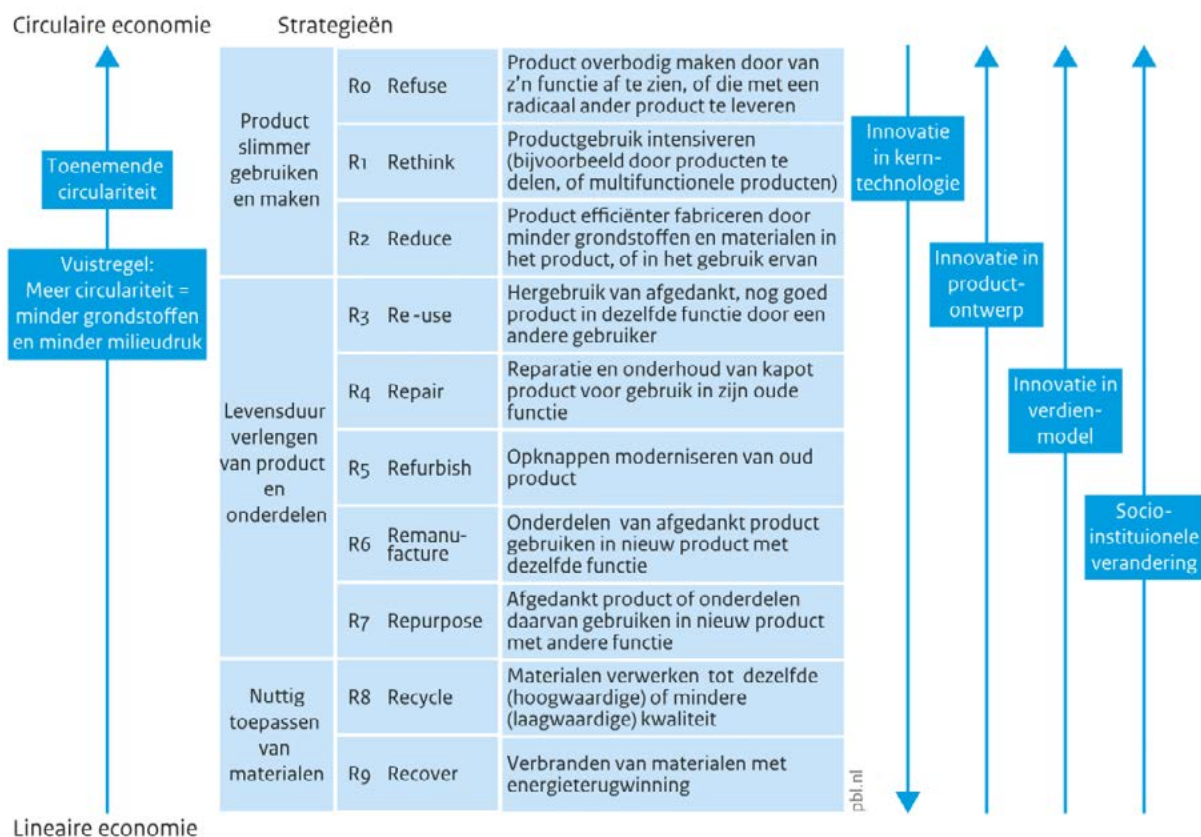 Circulaire economie
Strategieën
Toenemende
circulariteit
Vuistregel:
Meer circulariteit =
minder grondstoffen
en minder milieudruk
Lineaire economie
Product
slimmer
gebruiken
en maken
R0 Refuse
Product overbodig maken door van
z'n functie af te zien, of die met een
radicaal ander product te leveren
R1 Rethink
Productgebruik intensiveren
(bijvoorbeeld door producten te
delen, of multifunctionele producten)
R2 Reduce
Product efficiënter fabriceren door
minder grondstoffen en materialen in
het product, of in het gebruik ervan
Levensduur
verlengen
van product
en
onderdelen
R3 Re-use
Hergebruik van afgedankt, nog goed
product in dezelfde functie door een
andere gebruiker
R4 Repair
Reparatie en onderhoud van kapot
product voor gebruik in zijn oude
functie
R5 Refurbish
Opknappen moderniseren van oud
product
R6 Remanu-
facture
Onderdelen van afgedankt product
gebruiken in nieuw product met
dezelfde functie
R7 Repurpose
Afgedankt product of onderdelen
daarvan gebruiken in nieuw product
met andere functie
Nuttig
toepassen
van
materialen
R8 Recycle
Materialen verwerken tot dezelfde
(hoogwaardige) of mindere
(laagwaardige) kwaliteit
R9 Recover
Verbranden van materialen met
energieterugwinning
pbl.nl
Innovatie
in kern-
technologie
Innovatie in
product-
ontwerp
Innovatie in
verdien-
model
Socio-
instituionele
verandering